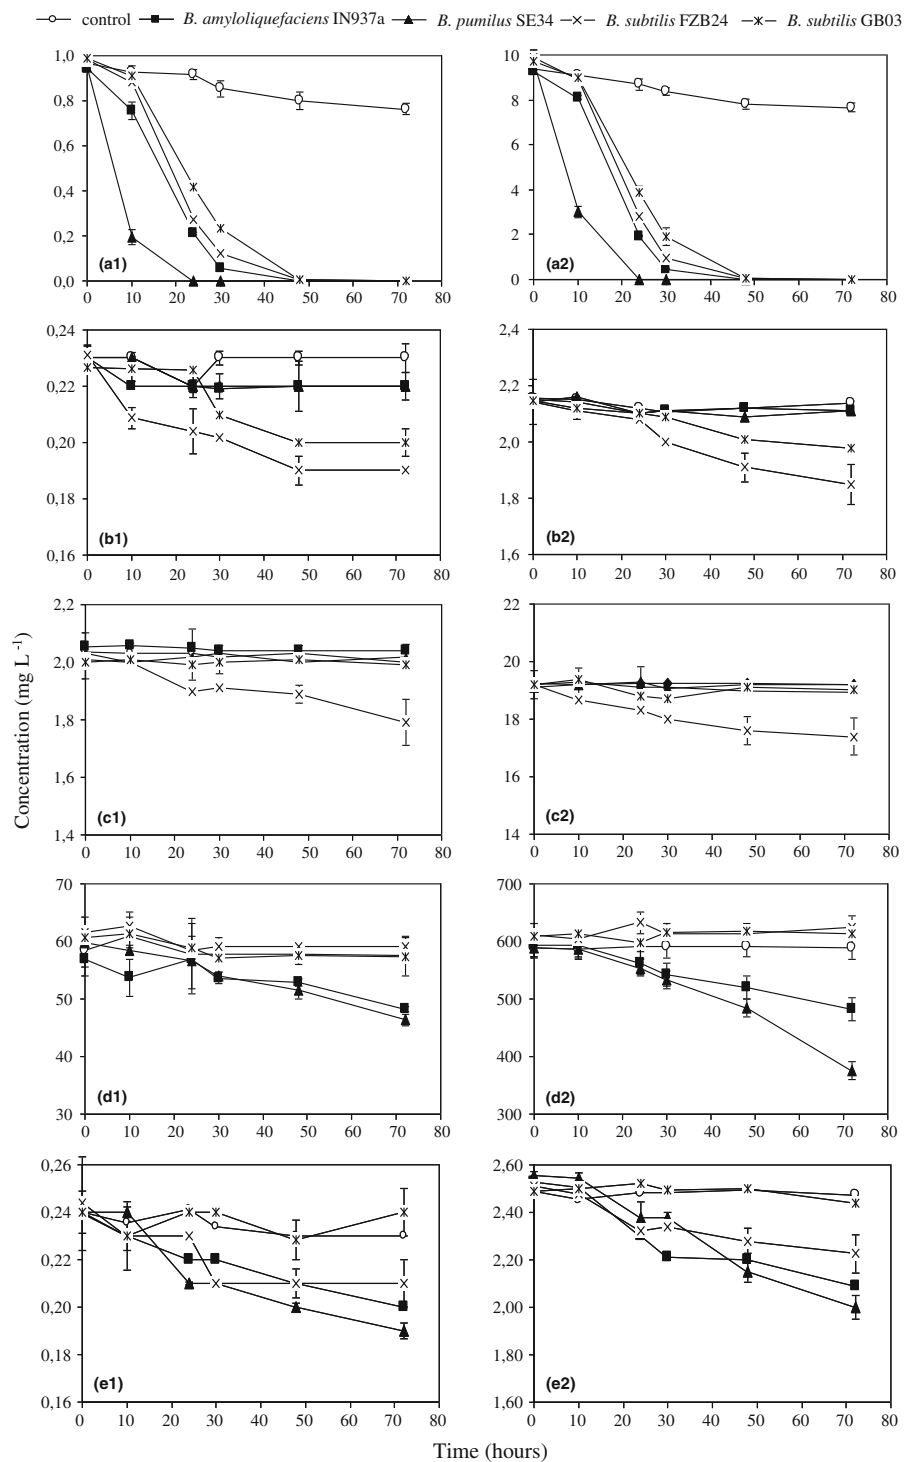 control B. amyloliquefaciens IN937a B. pumilus SE34 B. subtilis FZB24 B. subtilis GB03
1,0
0,8
0,6
0,4
0,2
0,0
(a1)
0 10 20 30 40 50 60 70 80
10
8
6
4
2
0
(a2)
0 10 20 30 40 50 60 70 80
0,24
0,22
0,20
0,18
0,16
(b1)
0 10 20 30 40 50 60 70 80
2,4
2,2
2,0
1,8
1,6
(b2)
0 10 20 30 40 50 60 70 80
Concentration (mg L -1)
2,2
2,0
1,8
1,6
1,4
(c1)
0 10 20 30 40 50 60 70 80
22
20
18
16
14
(c2)
0 10 20 30 40 50 60 70 80
70
60
50
40
30
(d1)
0 10 20 30 40 50 60 70 80
700
600
500
400
300
(d2)
0 10 20 30 40 50 60 70 80
0,26
0,24
0,22
0,20
0,18
0,16
(e1)
0 10 20 30 40 50 60 70 80
2,60
2,40
2,20
2,00
1,80
1,60
(e2)
0 10 20 30 40 50 60 70 80
Time (hours)